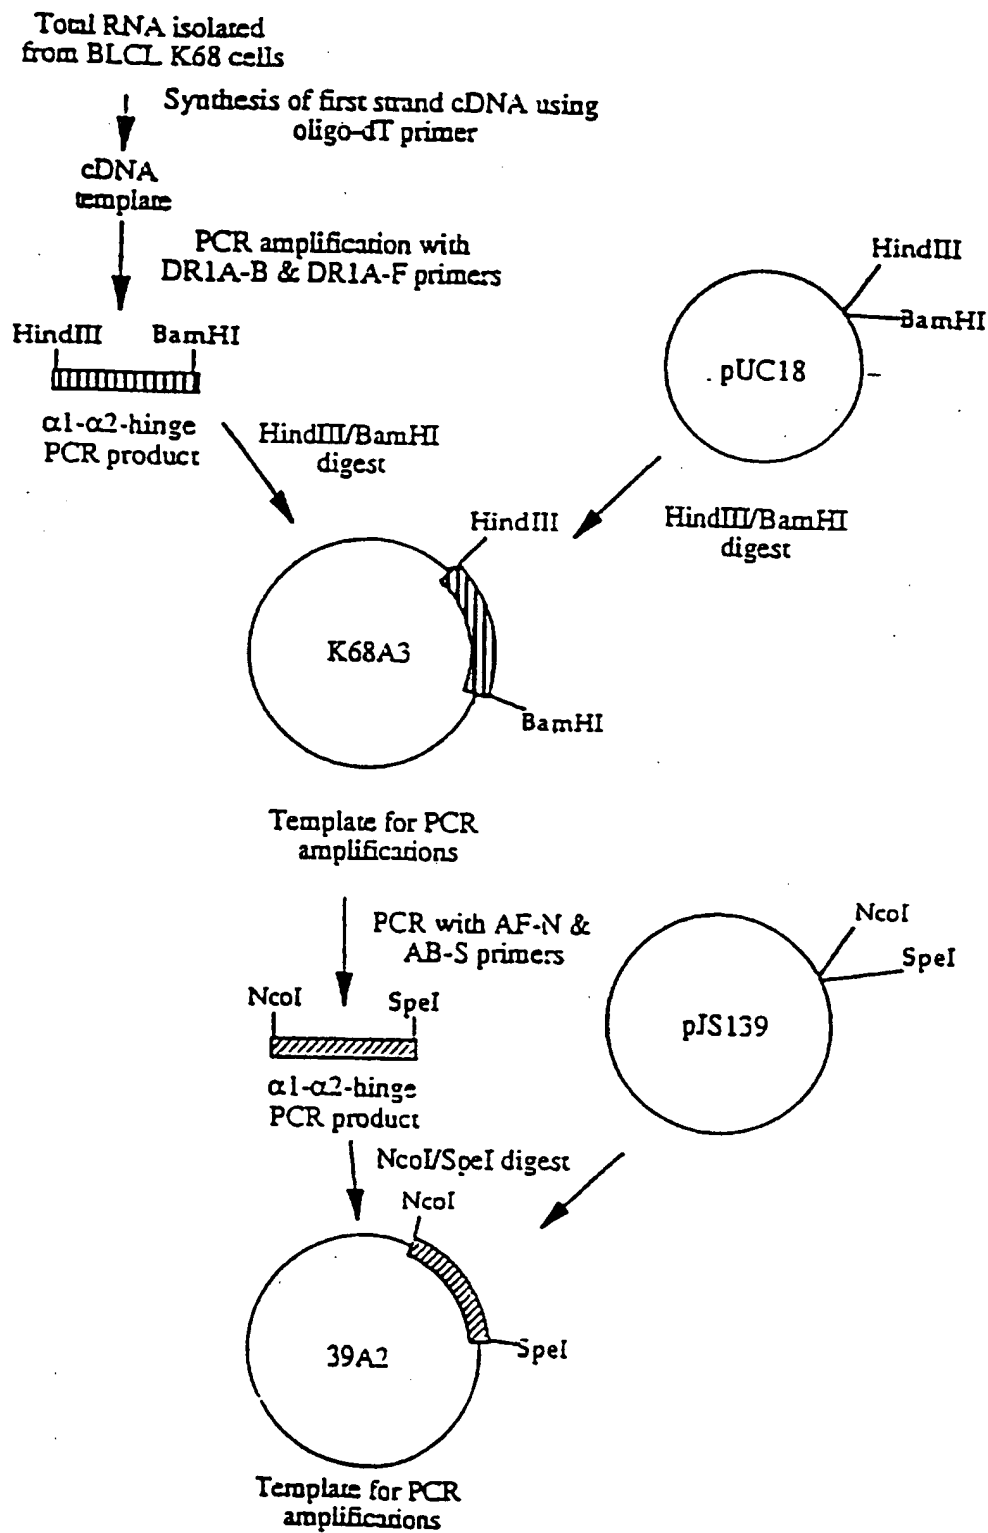 Total RNA isolated
from BLCL K68 cells
Synthesis of first strand cDNA using
oligo-dT primer
cDNA
template
PCR amplification with
DR1A-B & DR1A-F primers
HindIII BamHI
α1-α2-hinge
PCR product
HindIII/BamHI
digest
HindIII
BamHI
pUC18
HindIII/BamHI
digest
HindIII
K68A3
BamHI
Template for PCR
amplifications
PCR with AF-N &
AB-S primers
NcoI SpeI
α1-α2-hinge
PCR product
NcoI
SpeI
pJS139
NcoI/SpeI digest
NcoI
39A2
SpeI
Template for PCR
amplifications